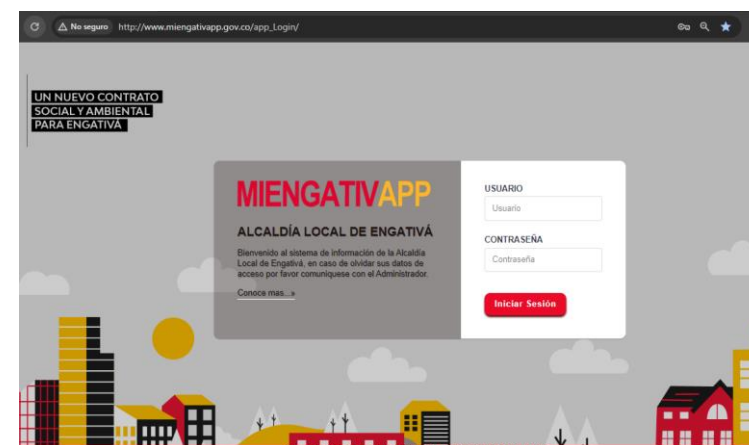 No seguro http://www.miengativapp.gov.co/app_Login/
UN NUEVO CONTRATO
SOCIAL Y AMBIENTAL
PARA ENGATIVÁ
MIENGATIVAPP
ALCALDÍA LOCAL DE ENGATIVÁ
Bienvenido al sistema de información de la Alcaldía
Local de Engativá, en caso de olvidar sus datos de
acceso por favor comuniquese con el Administrador.
Conoce mas...»
USUARIO
Usuario
CONTRASEÑA
Contraseña
Iniciar Sesión